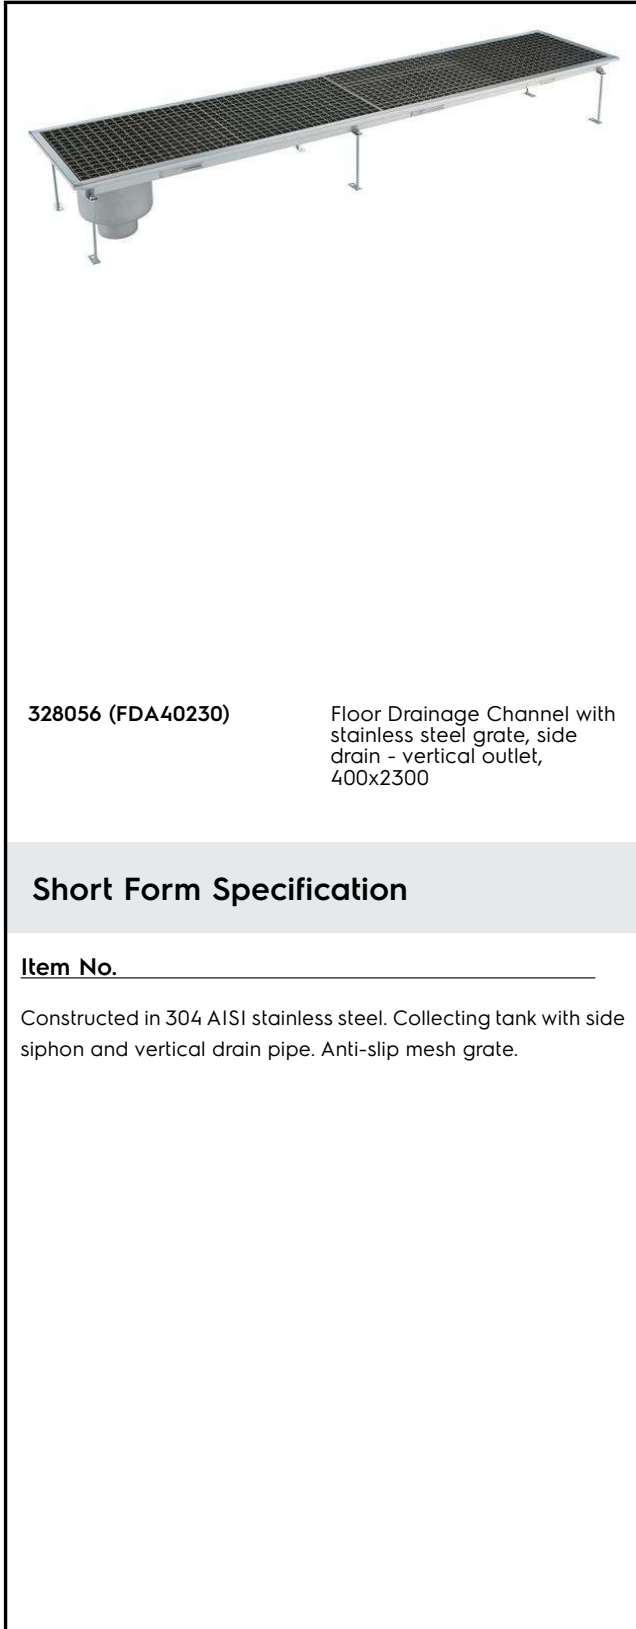 328056 (FDA40230)
Floor Drainage Channel with
stainless steel grate, side
drain - vertical outlet,
400x2300
Short Form Specification
Item No.
Constructed in 304 AISI stainless steel. Collecting tank with side
siphon and vertical drain pipe. Anti-slip mesh grate.